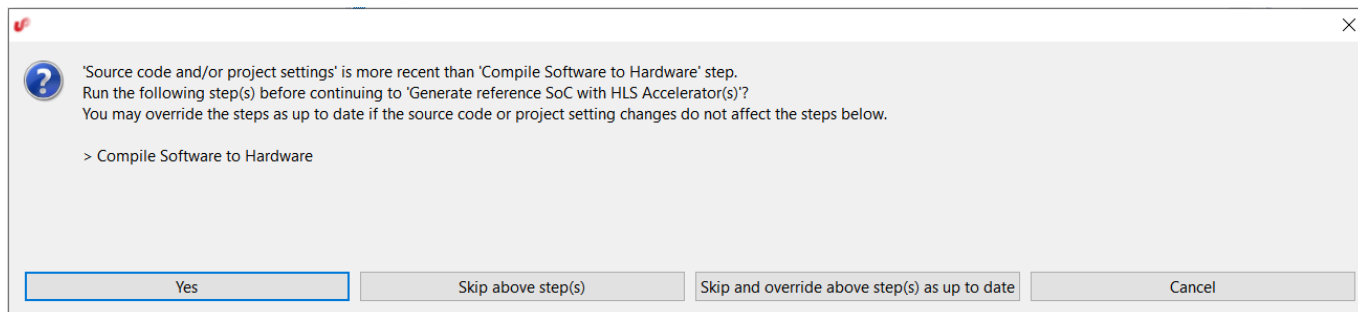 'Source code and/or project settings' is more recent than 'Compile Software to Hardware' step.
Run the following step(s) before continuing to 'Generate reference SoC with HLS Accelerator(s)'?
You may override the steps as up to date if the source code or project setting changes do not affect the steps below.
> Compile Software to Hardware
Yes
Skip above step(s)
Skip and override above step(s) as up to date
Cancel